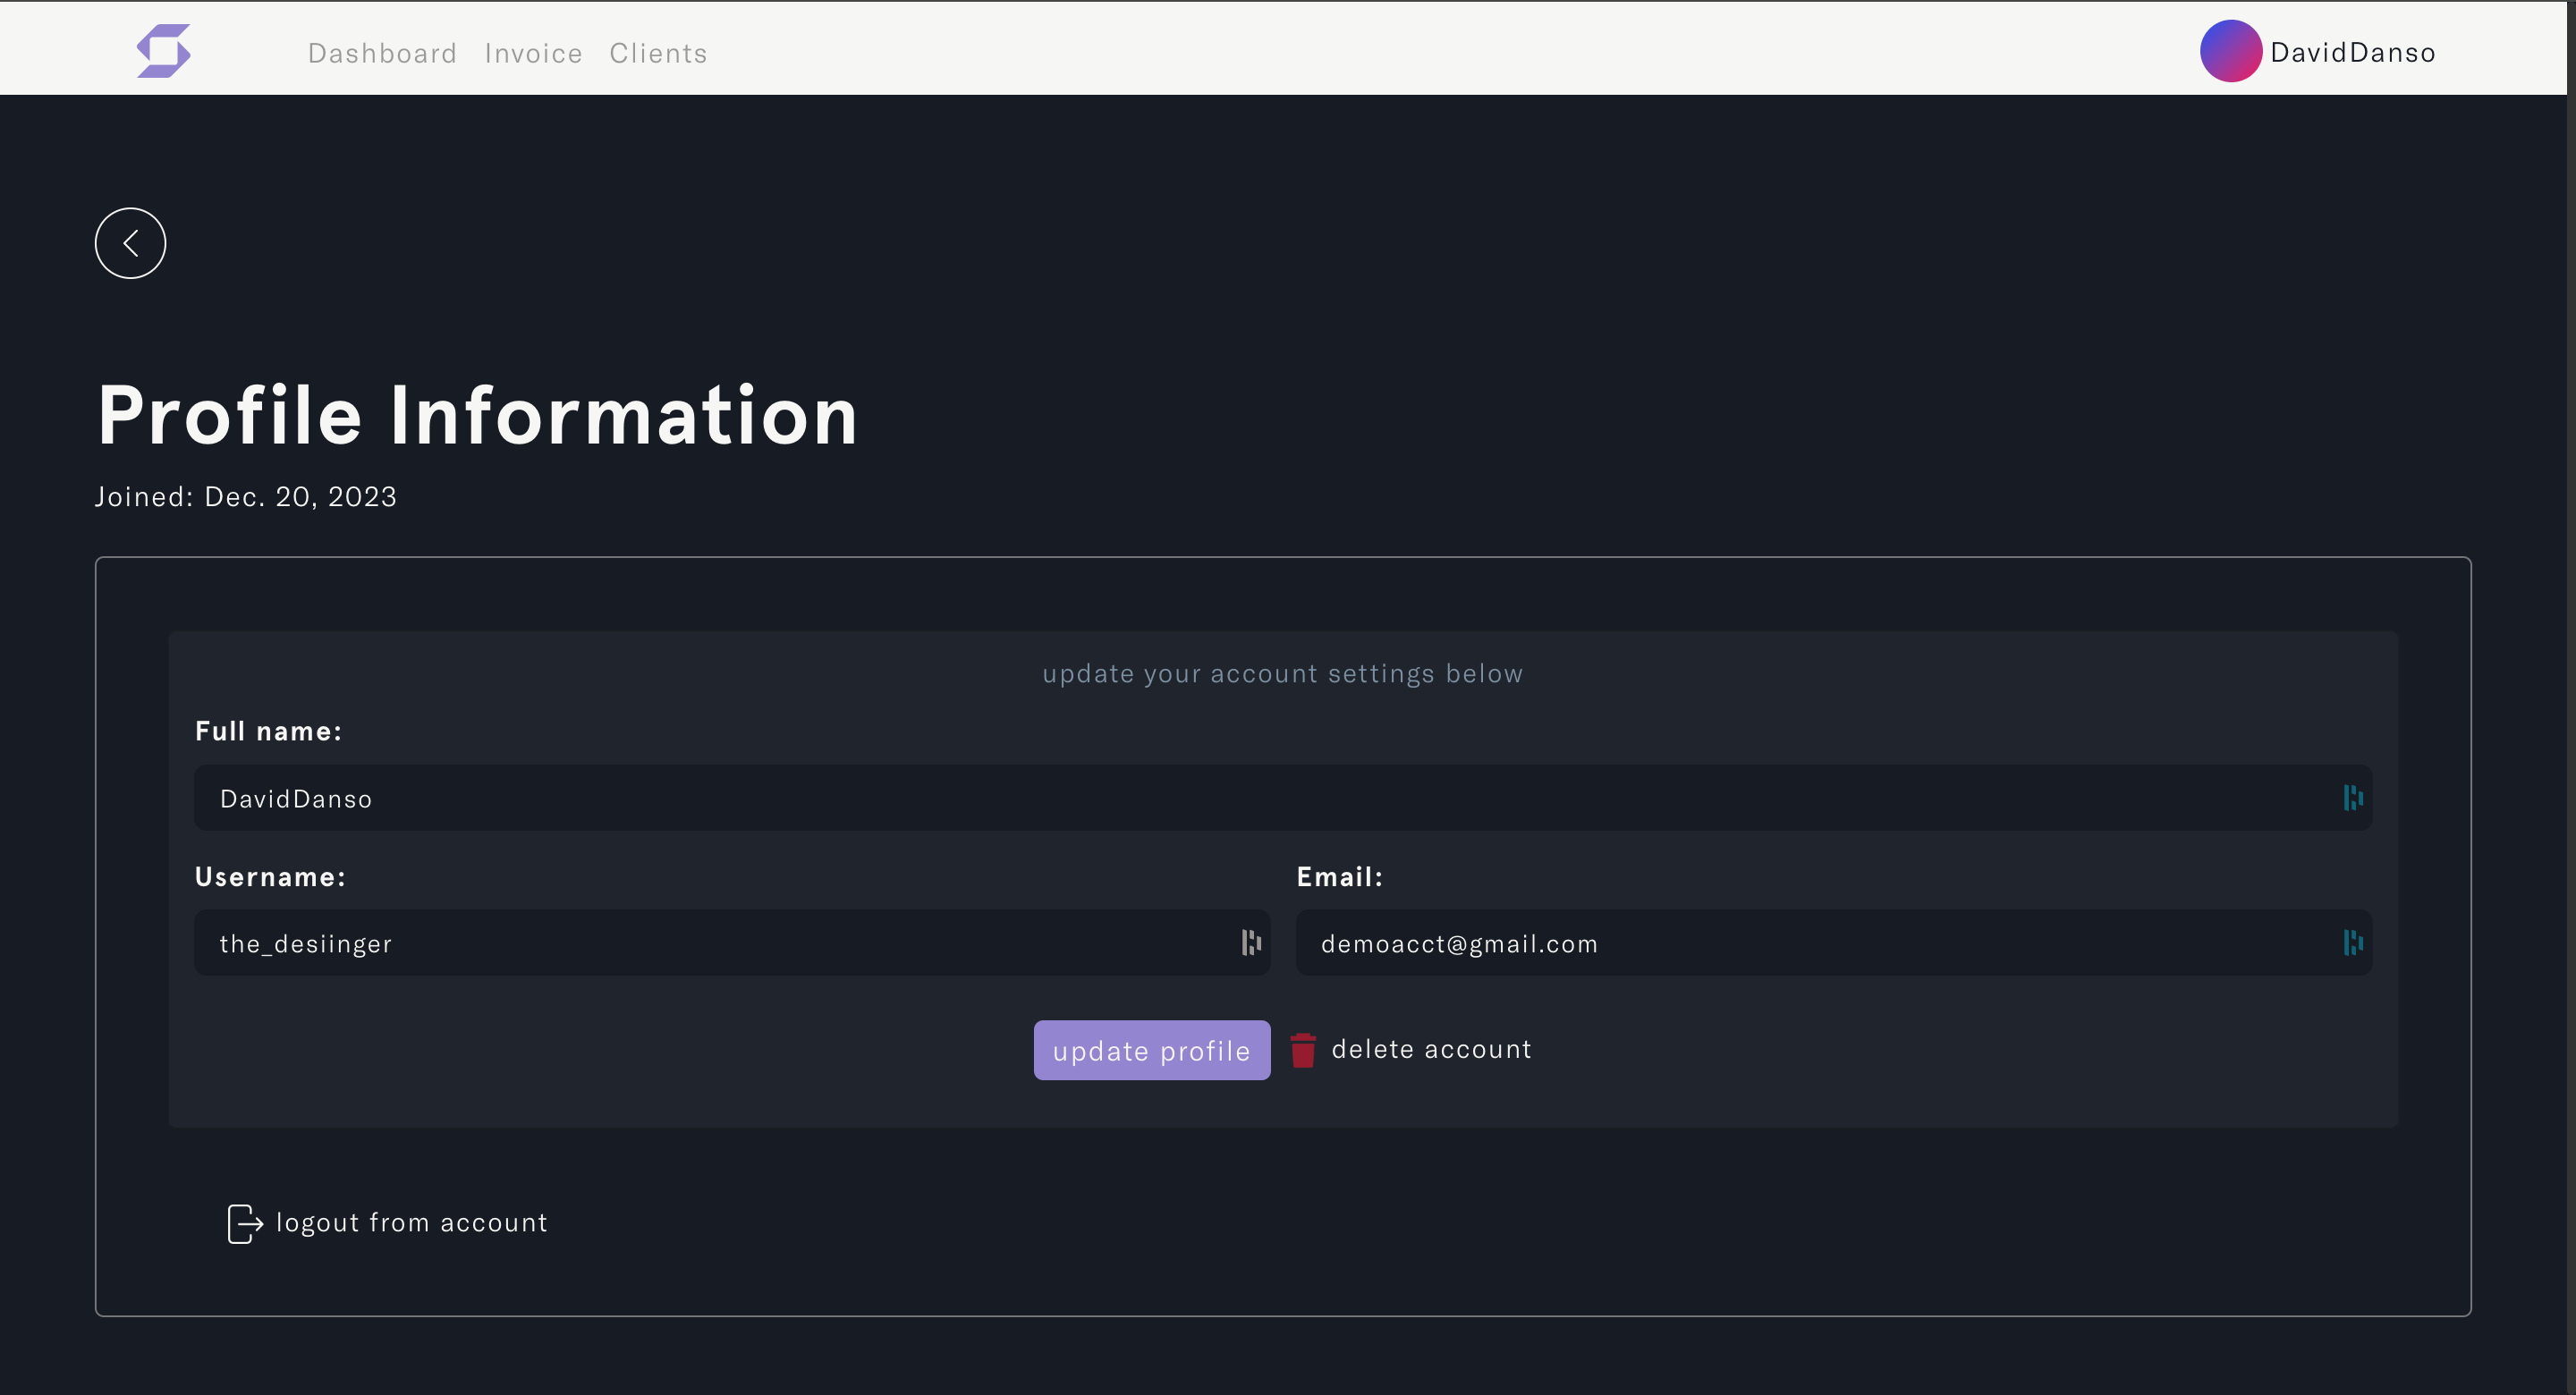 Dashboard Invoice Clients DavidDanso
Profile Information
Joined: Dec. 20, 2023
update your account settings below
Full name:
DavidDanso
Username:
the_desiinger
Email:
demoacct@gmail.com
update profile
delete account
logout from account